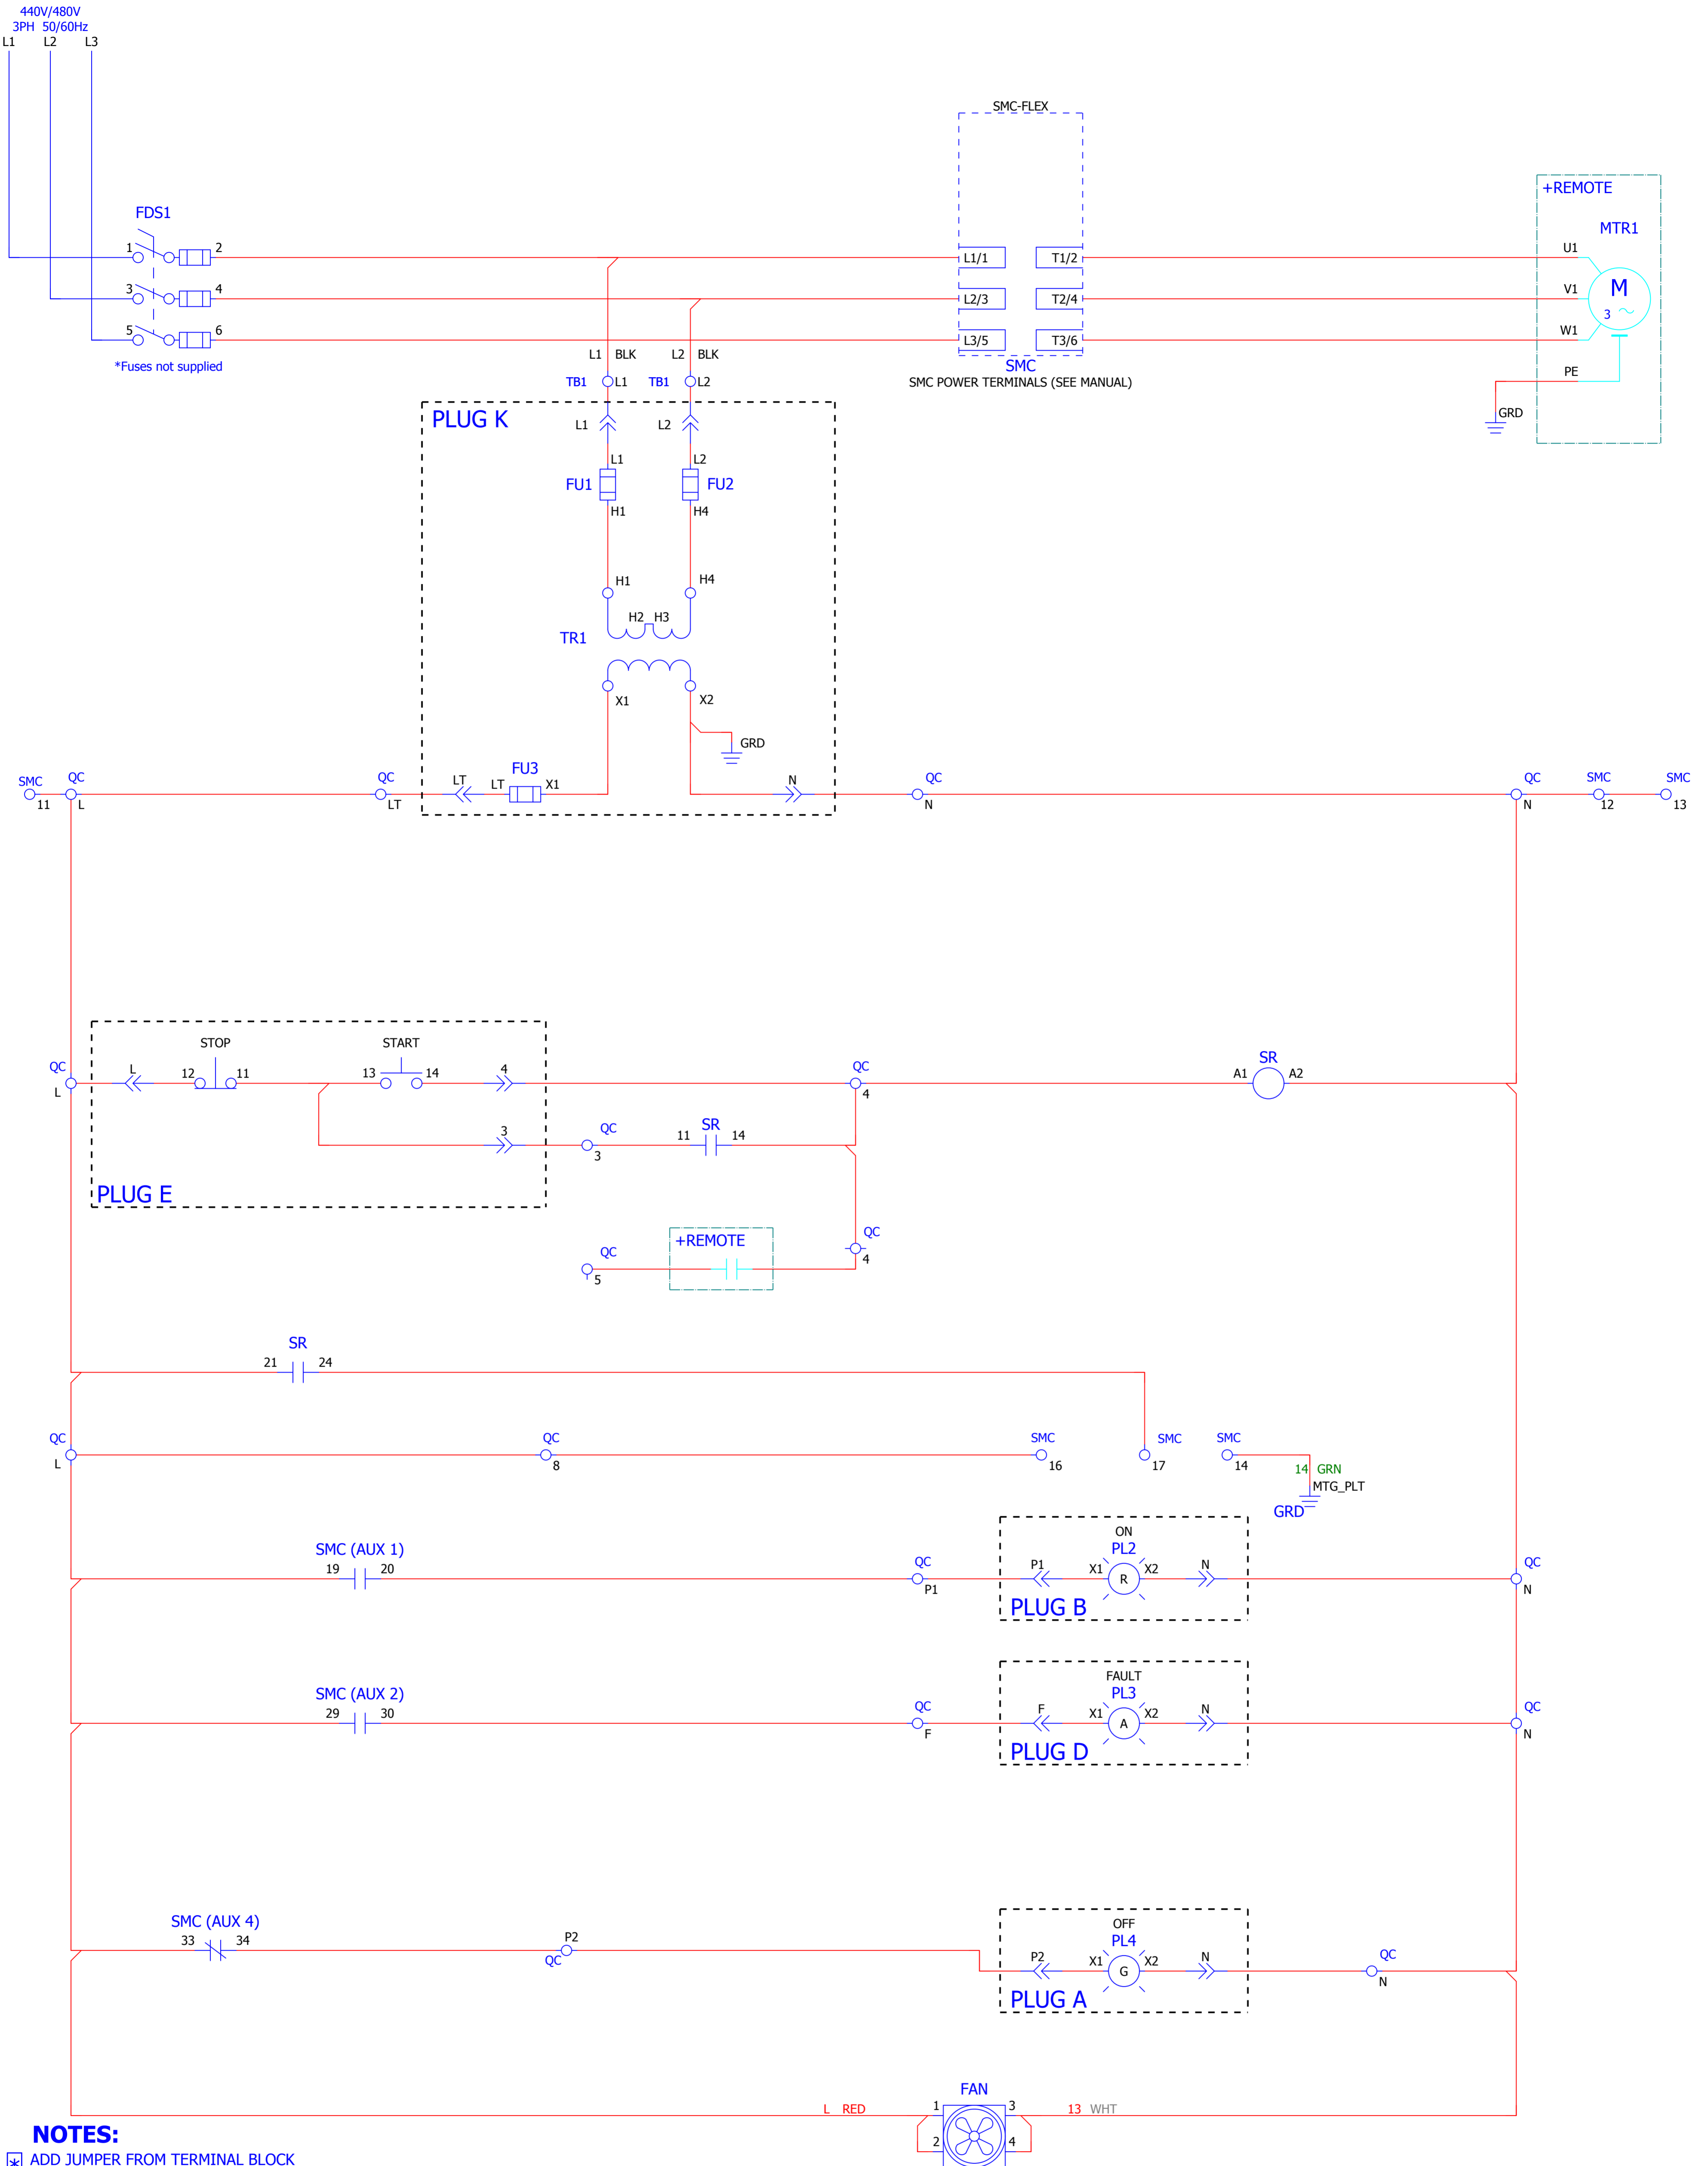 440V/480V
3PH 50/60Hz
L1 L2 L3
SMC-FLEX
+REMOTE
FDS1
MTR1
1 2
L1/1 T1/2
U1
3 4
L2/3 T2/4
V1
M
3
5 6
L3/5 T3/6
W1
*Fuses not supplied
L1 BLK L2 BLK
SMC
PE
TB1 L1 TB1 L2
SMC POWER TERMINALS (SEE MANUAL)
GRD
PLUG K
L1 L2
L1 L2
FU1 FU2
H1 H4
H1 H4
H2 H3
TR1
X1 X2
GRD
FU3
SMC QC QC LT LT X1 N QC QC SMC SMC
11 L LT N N 12 13
STOP START
QC L 12 11 13 14 4 QC SR
L 4 A1 A2
3 QC 11 SR 14
3
PLUG E
QC +REMOTE QC
5 4
SR
21 24
QC QC SMC SMC SMC
L 8 16 17 14
14 GRN
MTG_PLT
GRD
ON
SMC (AUX 1) PL2
19 20 QC P1 X1 R X2 N QC
P1 N
PLUG B
FAULT
SMC (AUX 2) PL3
29 30 QC F X1 A X2 N QC
F N
PLUG D
SMC (AUX 4) OFF
33 34 P2 PL4
QC P2 X1 G X2 N QC
N
PLUG A
FAN
L RED 1 3 13 WHT
2 4
NOTES:
* ADD JUMPER FROM TERMINAL BLOCK